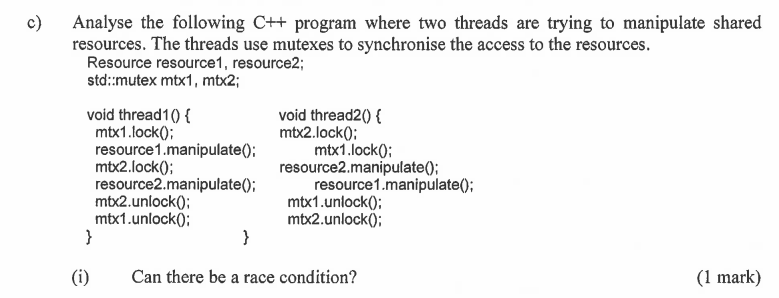 c) Analyse the following C++ program where two threads are trying to manipulate shared
resources. The threads use mutexes to synchronise the access to the resources.
Resource resource1, resource2;
std::mutex mtx1, mtx2;
void thread1() { void thread2() {
mtx1.lock(); mtx2.lock();
resource1.manipulate(); mtx1.lock();
mtx2.lock(); resource2.manipulate();
resource2.manipulate(); resource1.manipulate();
mtx2.unlock(); mtx1.unlock();
mtx1.unlock(); mtx2.unlock();
} }
(i) Can there be a race condition? (1 mark)